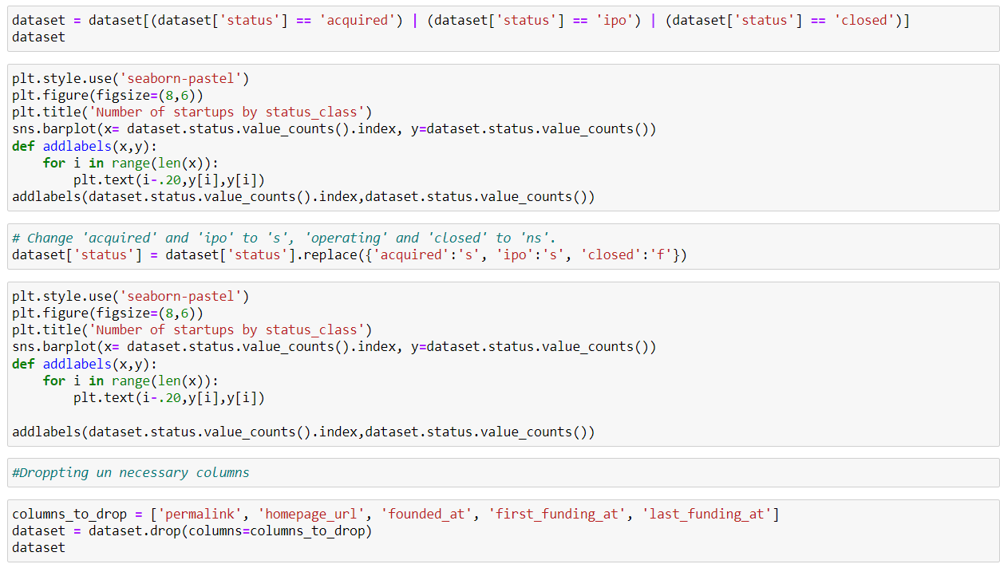 dataset = dataset[(dataset['status'] == 'acquired') | (dataset['status'] == 'ipo') | (dataset['status'] == 'closed')]
dataset
plt.style.use('seaborn-pastel')
plt.figure(figsize=(8,6))
plt.title('Number of startups by status_class')
sns.barplot(x= dataset.status.value_counts().index, y=dataset.status.value_counts())
def addlabels(x,y):
    for i in range(len(x)):
        plt.text(i-.20,y[i],y[i])
addlabels(dataset.status.value_counts().index,dataset.status.value_counts())
# Change 'acquired' and 'ipo' to 's', 'operating' and 'closed' to 'ns'.
dataset['status'] = dataset['status'].replace({'acquired':'s', 'ipo':'s', 'closed':'f'})
plt.style.use('seaborn-pastel')
plt.figure(figsize=(8,6))
plt.title('Number of startups by status_class')
sns.barplot(x= dataset.status.value_counts().index, y=dataset.status.value_counts())
def addlabels(x,y):
    for i in range(len(x)):
        plt.text(i-.20,y[i],y[i])
addlabels(dataset.status.value_counts().index,dataset.status.value_counts())
#Droppting un necessary columns
columns_to_drop = ['permalink', 'homepage_url', 'founded_at', 'first_funding_at', 'last_funding_at']
dataset = dataset.drop(columns=columns_to_drop)
dataset